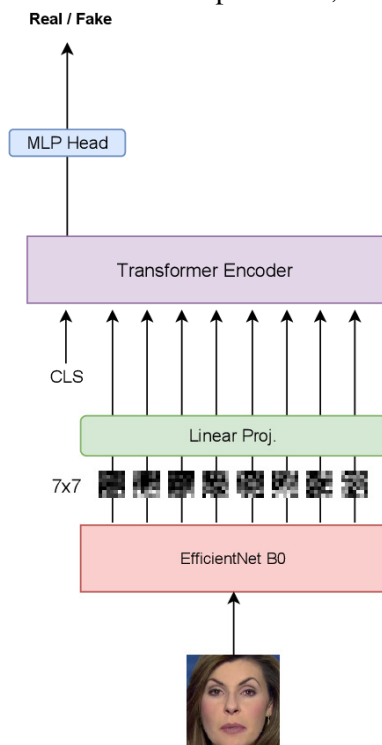 Real / Fake
MLP Head
Transformer Encoder
CLS
Linear Proj.
7x7
EfficientNet B0